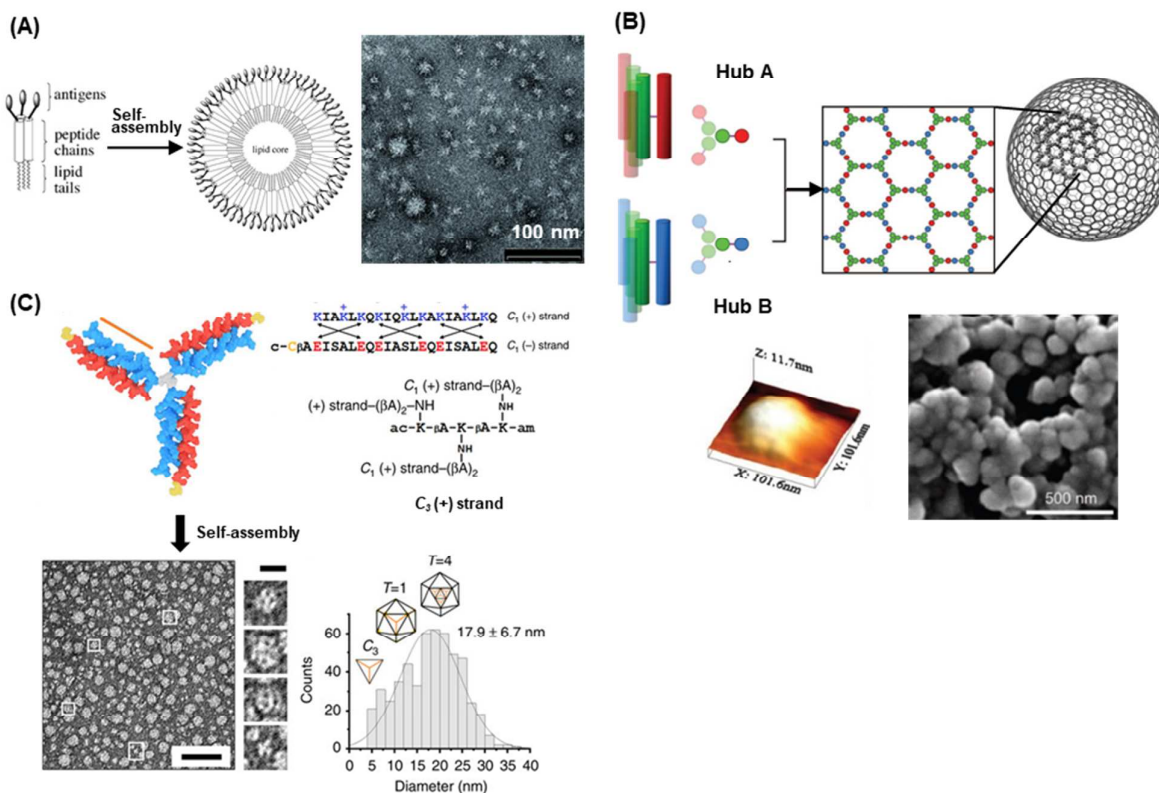 (A)
antigens
peptide
chains
lipid
tails
Self-
assembly
lipid core
100 nm
(B)
Hub A
Hub B
Z: 11.7nm
X: 101.6nm
Y: 101.6nm
500 nm
(C)
+ + +
KIAKLKQKIQKLKAKIAKLKQ C1 (+) strand
c-CβAEISALEQEIASLEQEISALEQ C1 (–) strand
C1 (+) strand–(βA)2
(+) strand–(βA)2–NH NH
ac-K-βA-K-βA-K-am
NH
C1 (+) strand–(βA)2
C3 (+) strand
Self-assembly
T=4
T=1
C3
17.9 ± 6.7 nm
Counts
60
40
20
0
0 5 10 15 20 25 30 35 40
Diameter (nm)